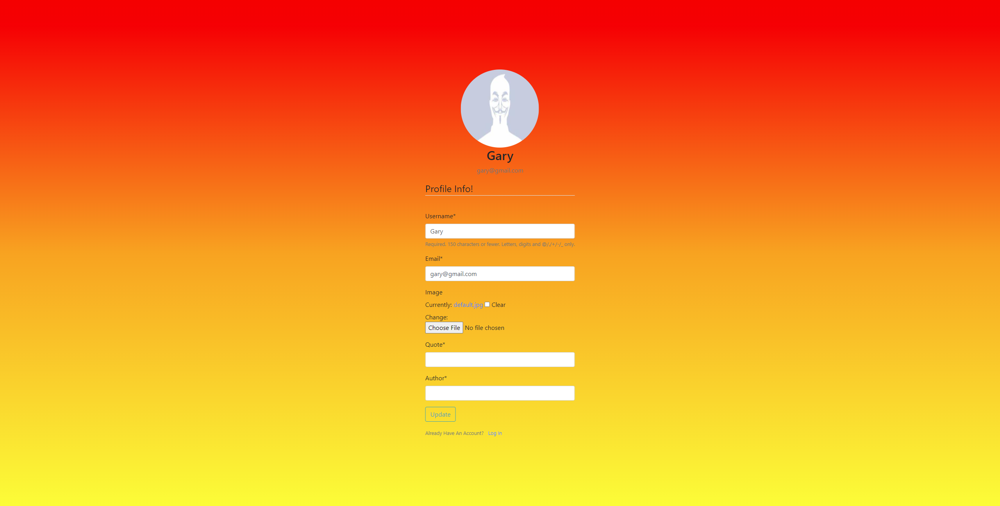 Gary
gary@gmail.com
Profile Info!
Username*
Gary
Required. 150 characters or fewer. Letters, digits and @/./+/-/_ only.
Email*
gary@gmail.com
Image
Currently: default.jpg Clear
Change:
Choose File No file chosen
Quote*
Author*
Update
Already Have An Account? Log In